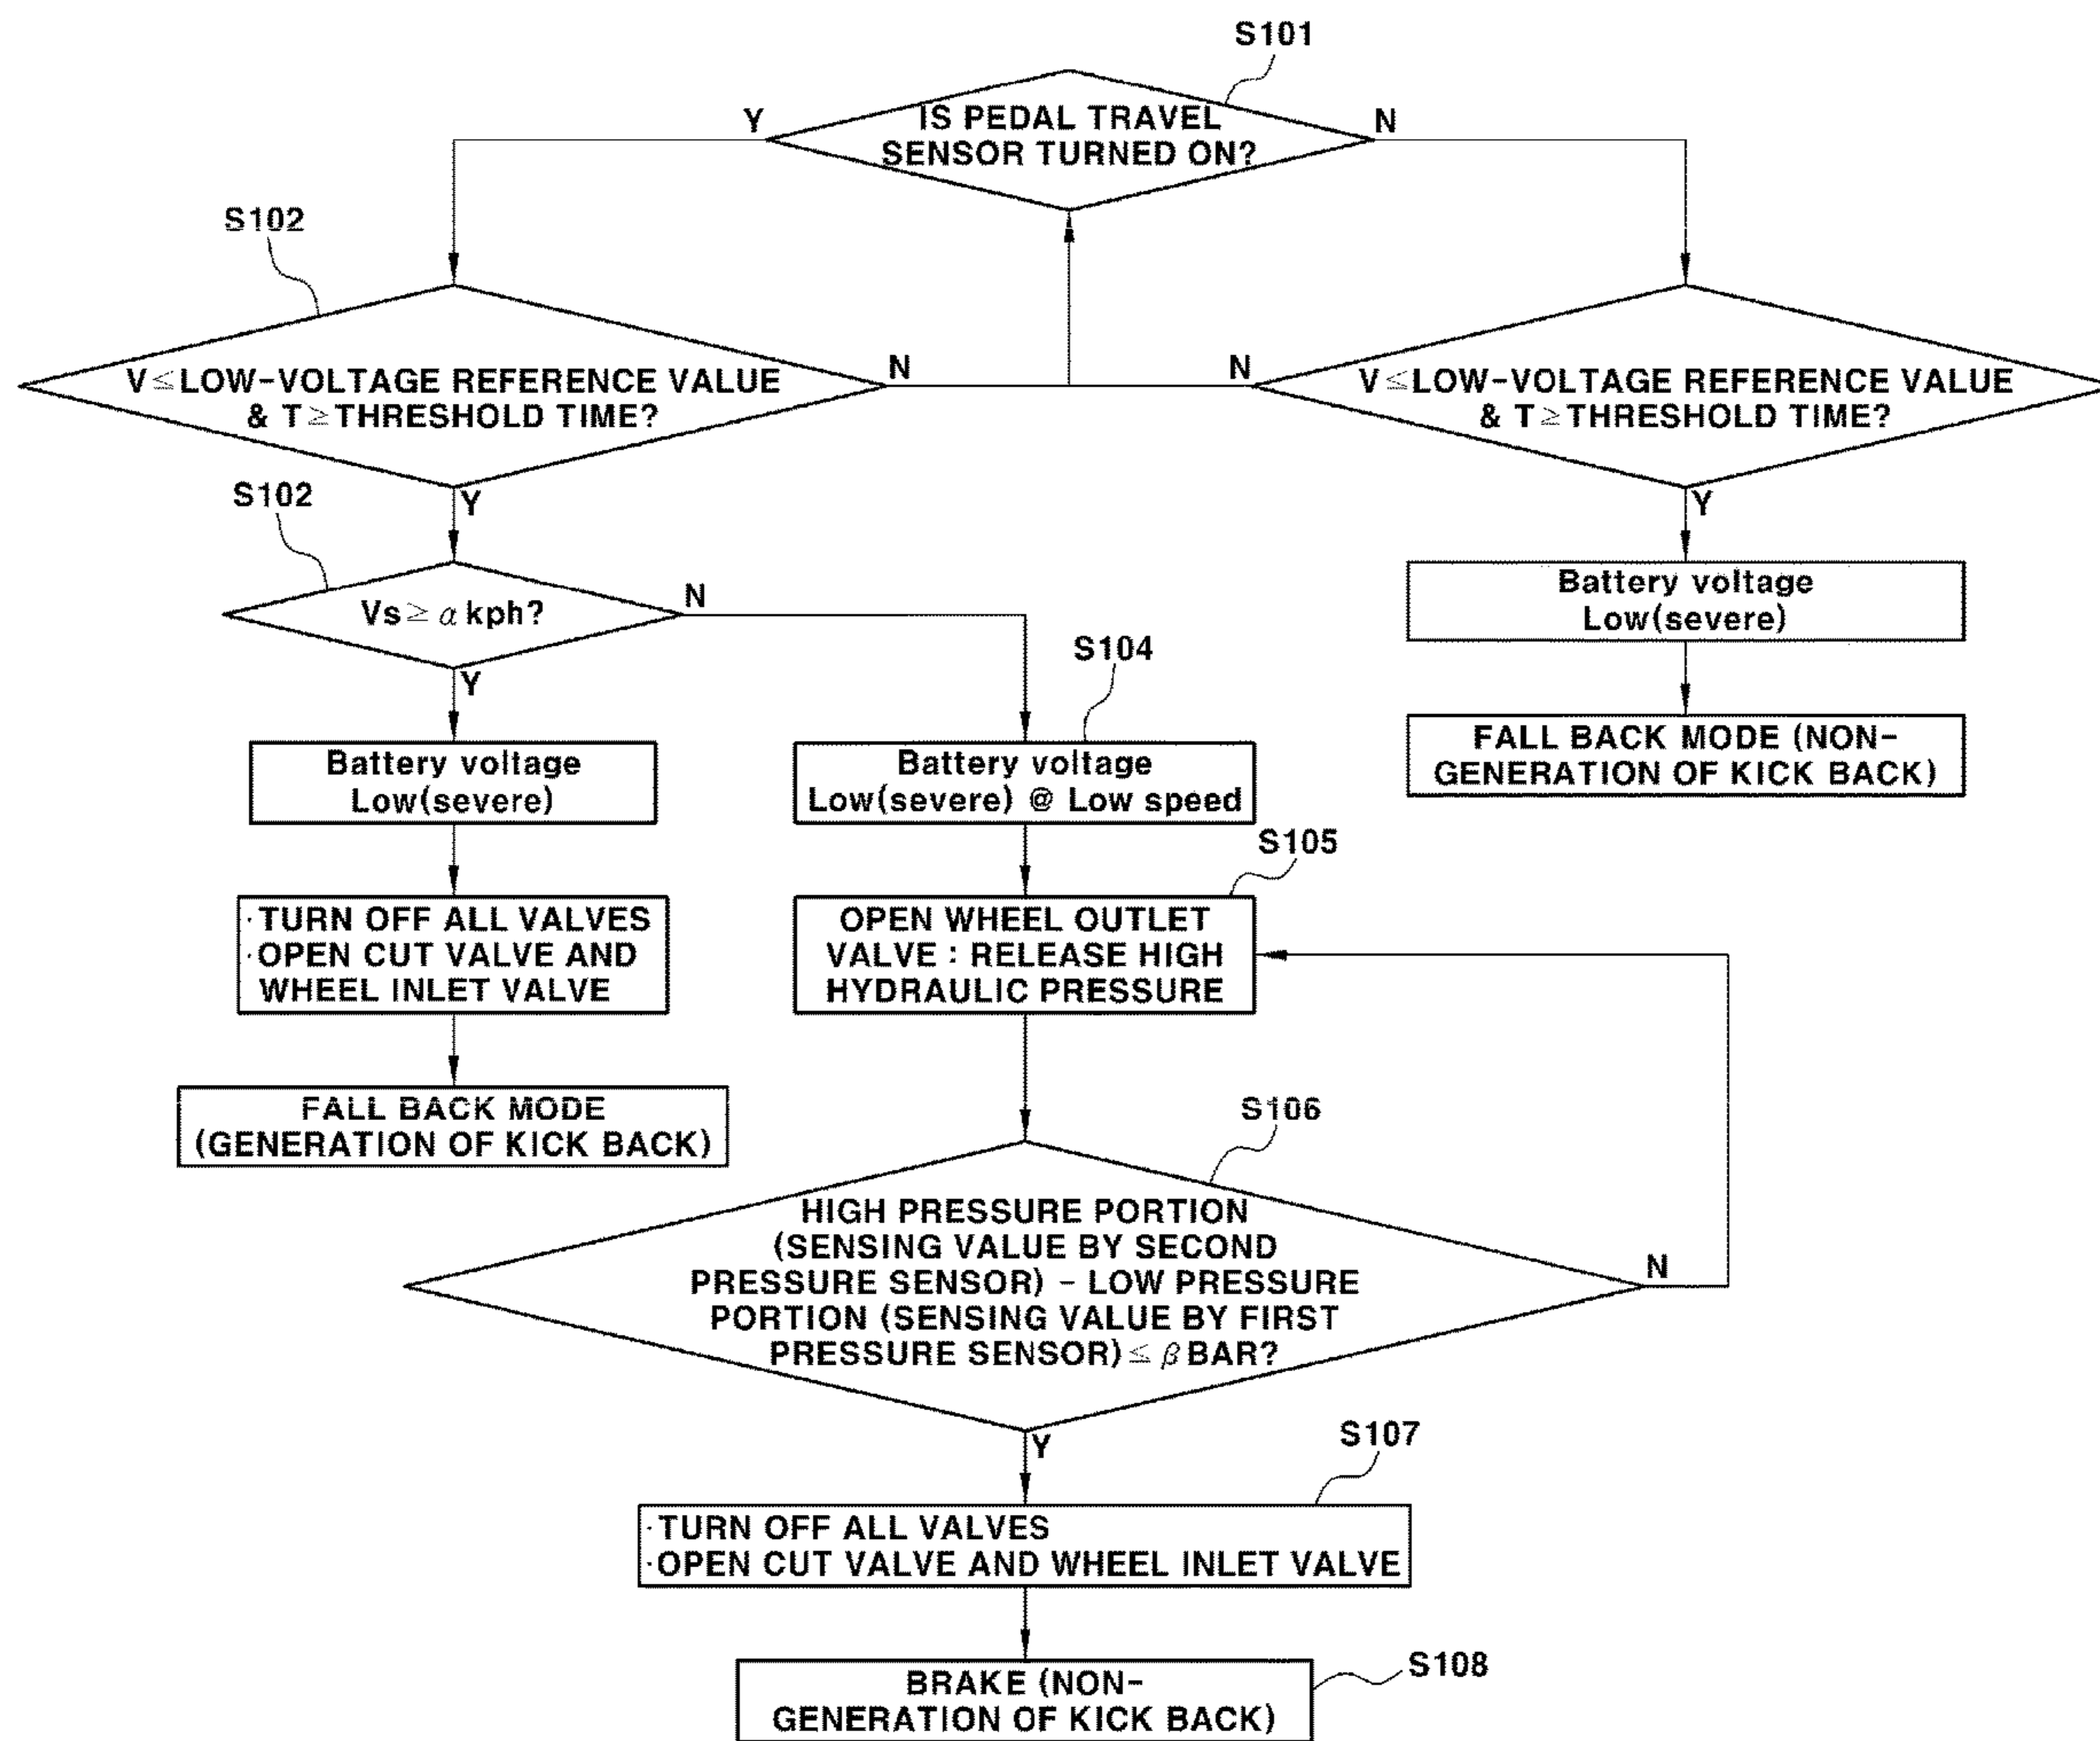 S101
IS PEDAL TRAVEL
SENSOR TURNED ON?
Y
N
S102
V≤LOW-VOLTAGE REFERENCE VALUE
& T≥THRESHOLD TIME?
N
N
V≤LOW-VOLTAGE REFERENCE VALUE
& T≥THRESHOLD TIME?
Y
Y
S102
Vs≥αkph?
N
Y
Battery voltage
Low(severe)
FALL BACK MODE (NON-
GENERATION OF KICK BACK)
S104
Battery voltage
Low(severe)
Battery voltage
Low(severe) @ Low speed
S105
·TURN OFF ALL VALVES
·OPEN CUT VALVE AND
WHEEL INLET VALVE
OPEN WHEEL OUTLET
VALVE : RELEASE HIGH
HYDRAULIC PRESSURE
FALL BACK MODE
(GENERATION OF KICK BACK)
S106
HIGH PRESSURE PORTION
(SENSING VALUE BY SECOND
PRESSURE SENSOR) - LOW PRESSURE
PORTION (SENSING VALUE BY FIRST
PRESSURE SENSOR)≤ βBAR?
N
Y
S107
·TURN OFF ALL VALVES
·OPEN CUT VALVE AND WHEEL INLET VALVE
S108
BRAKE (NON-
GENERATION OF KICK BACK)